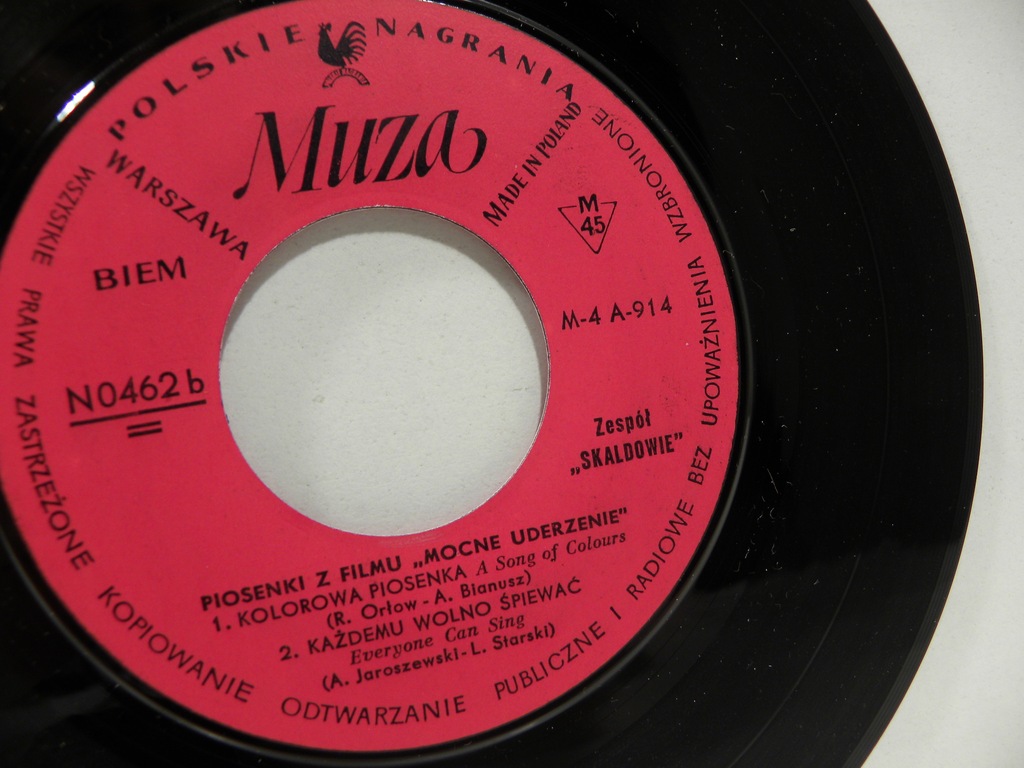 POLSKIE NAGRANIA
Muza
WARSZAWA
MADE IN POLAND
BIEM
M
45
M-4 A-914
N0462 b
Zespół
„SKALDOWIE”
PIOSENKI Z FILMU „MOCNE UDERZENIE”
1. KOLOROWA PIOSENKA A Song of Colours
(R. Orłow - A. Bianusz)
2. KAŻDEMU WOLNO ŚPIEWAĆ
Everyone Can Sing
(A. Jaroszewski - L. Starski)
WSZYSTKIE PRAWA ZASTRZEŻONE KOPIOWANIE ODTWARZANIE PUBLICZNE I RADIOWE BEZ UPOWAŻNIENIA WZBRONIONE